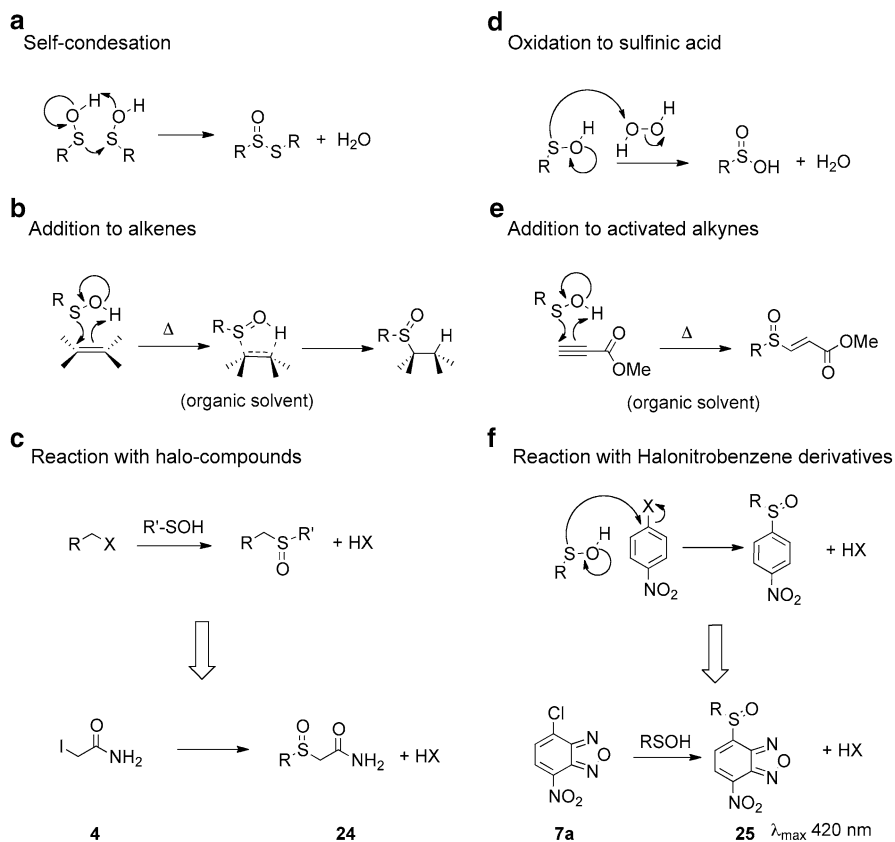 a
Self-condesation
H
O O H
S S
R R
O
R S S R + H₂O
b
Addition to alkenes
R
S O H
Δ
R S O H
O
R S H
(organic solvent)
c
Reaction with halo-compounds
R X
R'-SOH
R S R' + HX
O
I O NH₂
O O
R S NH₂ + HX
4 24
d
Oxidation to sulfinic acid
H
H O O
H
R S O
O
R S OH + H₂O
e
Addition to activated alkynes
R
S O H
O
OMe
Δ
O
R S OMe
O
(organic solvent)
f
Reaction with Halonitrobenzene derivatives
X
H
S O
R
NO₂
R S O
NO₂
+ HX
Cl
N
O
N
NO₂
RSOH
R S O
N
O
N
NO₂
+ HX
7a 25 λmax 420 nm